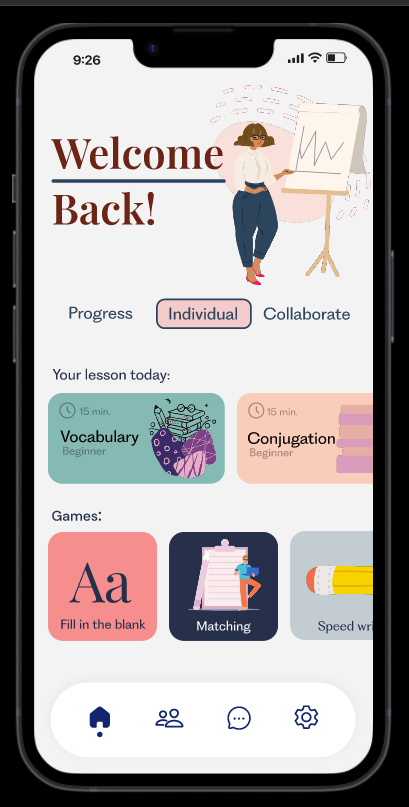 9:26
Welcome
Back!
Progress Individual Collaborate
Your lesson today:
15 min. 15 min.
Vocabulary Conjugation
Beginner Beginner
Games:
Aa
Fill in the blank Matching Speed wri